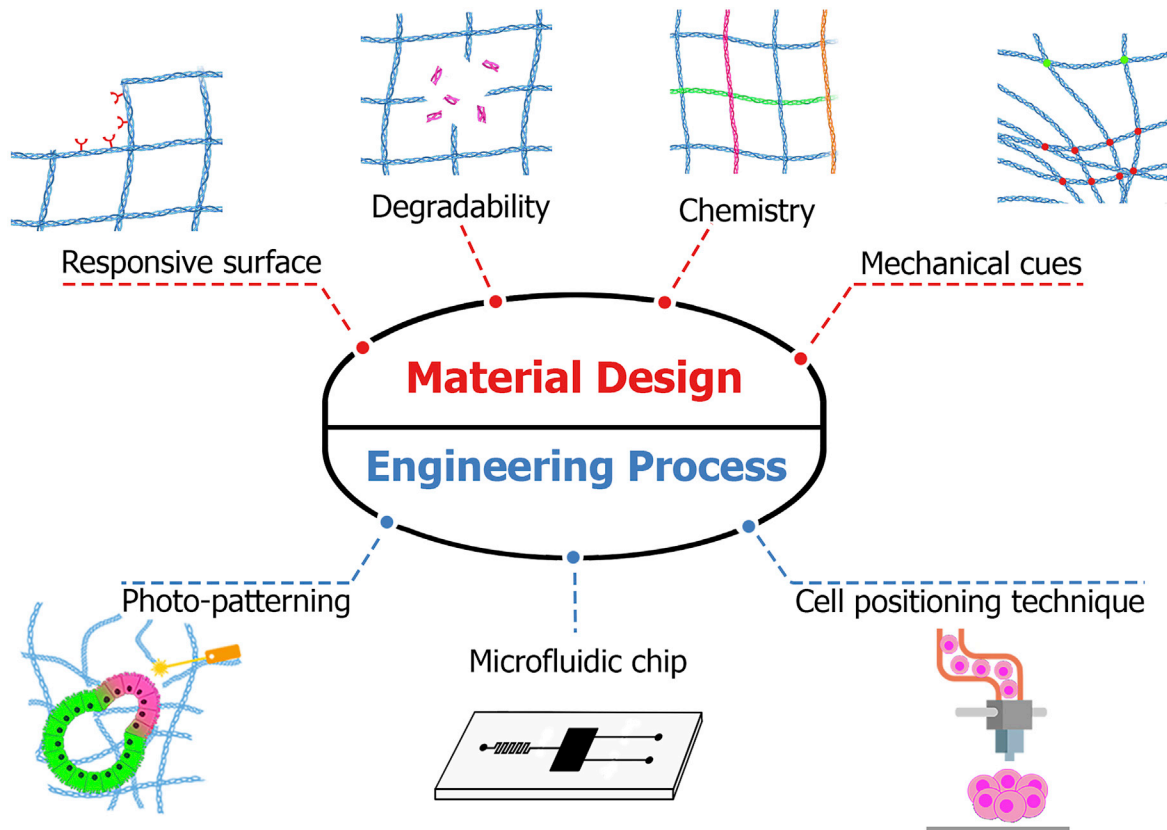 Degradability
Chemistry
Responsive surface
Mechanical cues
Material Design
Engineering Process
Photo-patterning
Cell positioning technique
Microfluidic chip